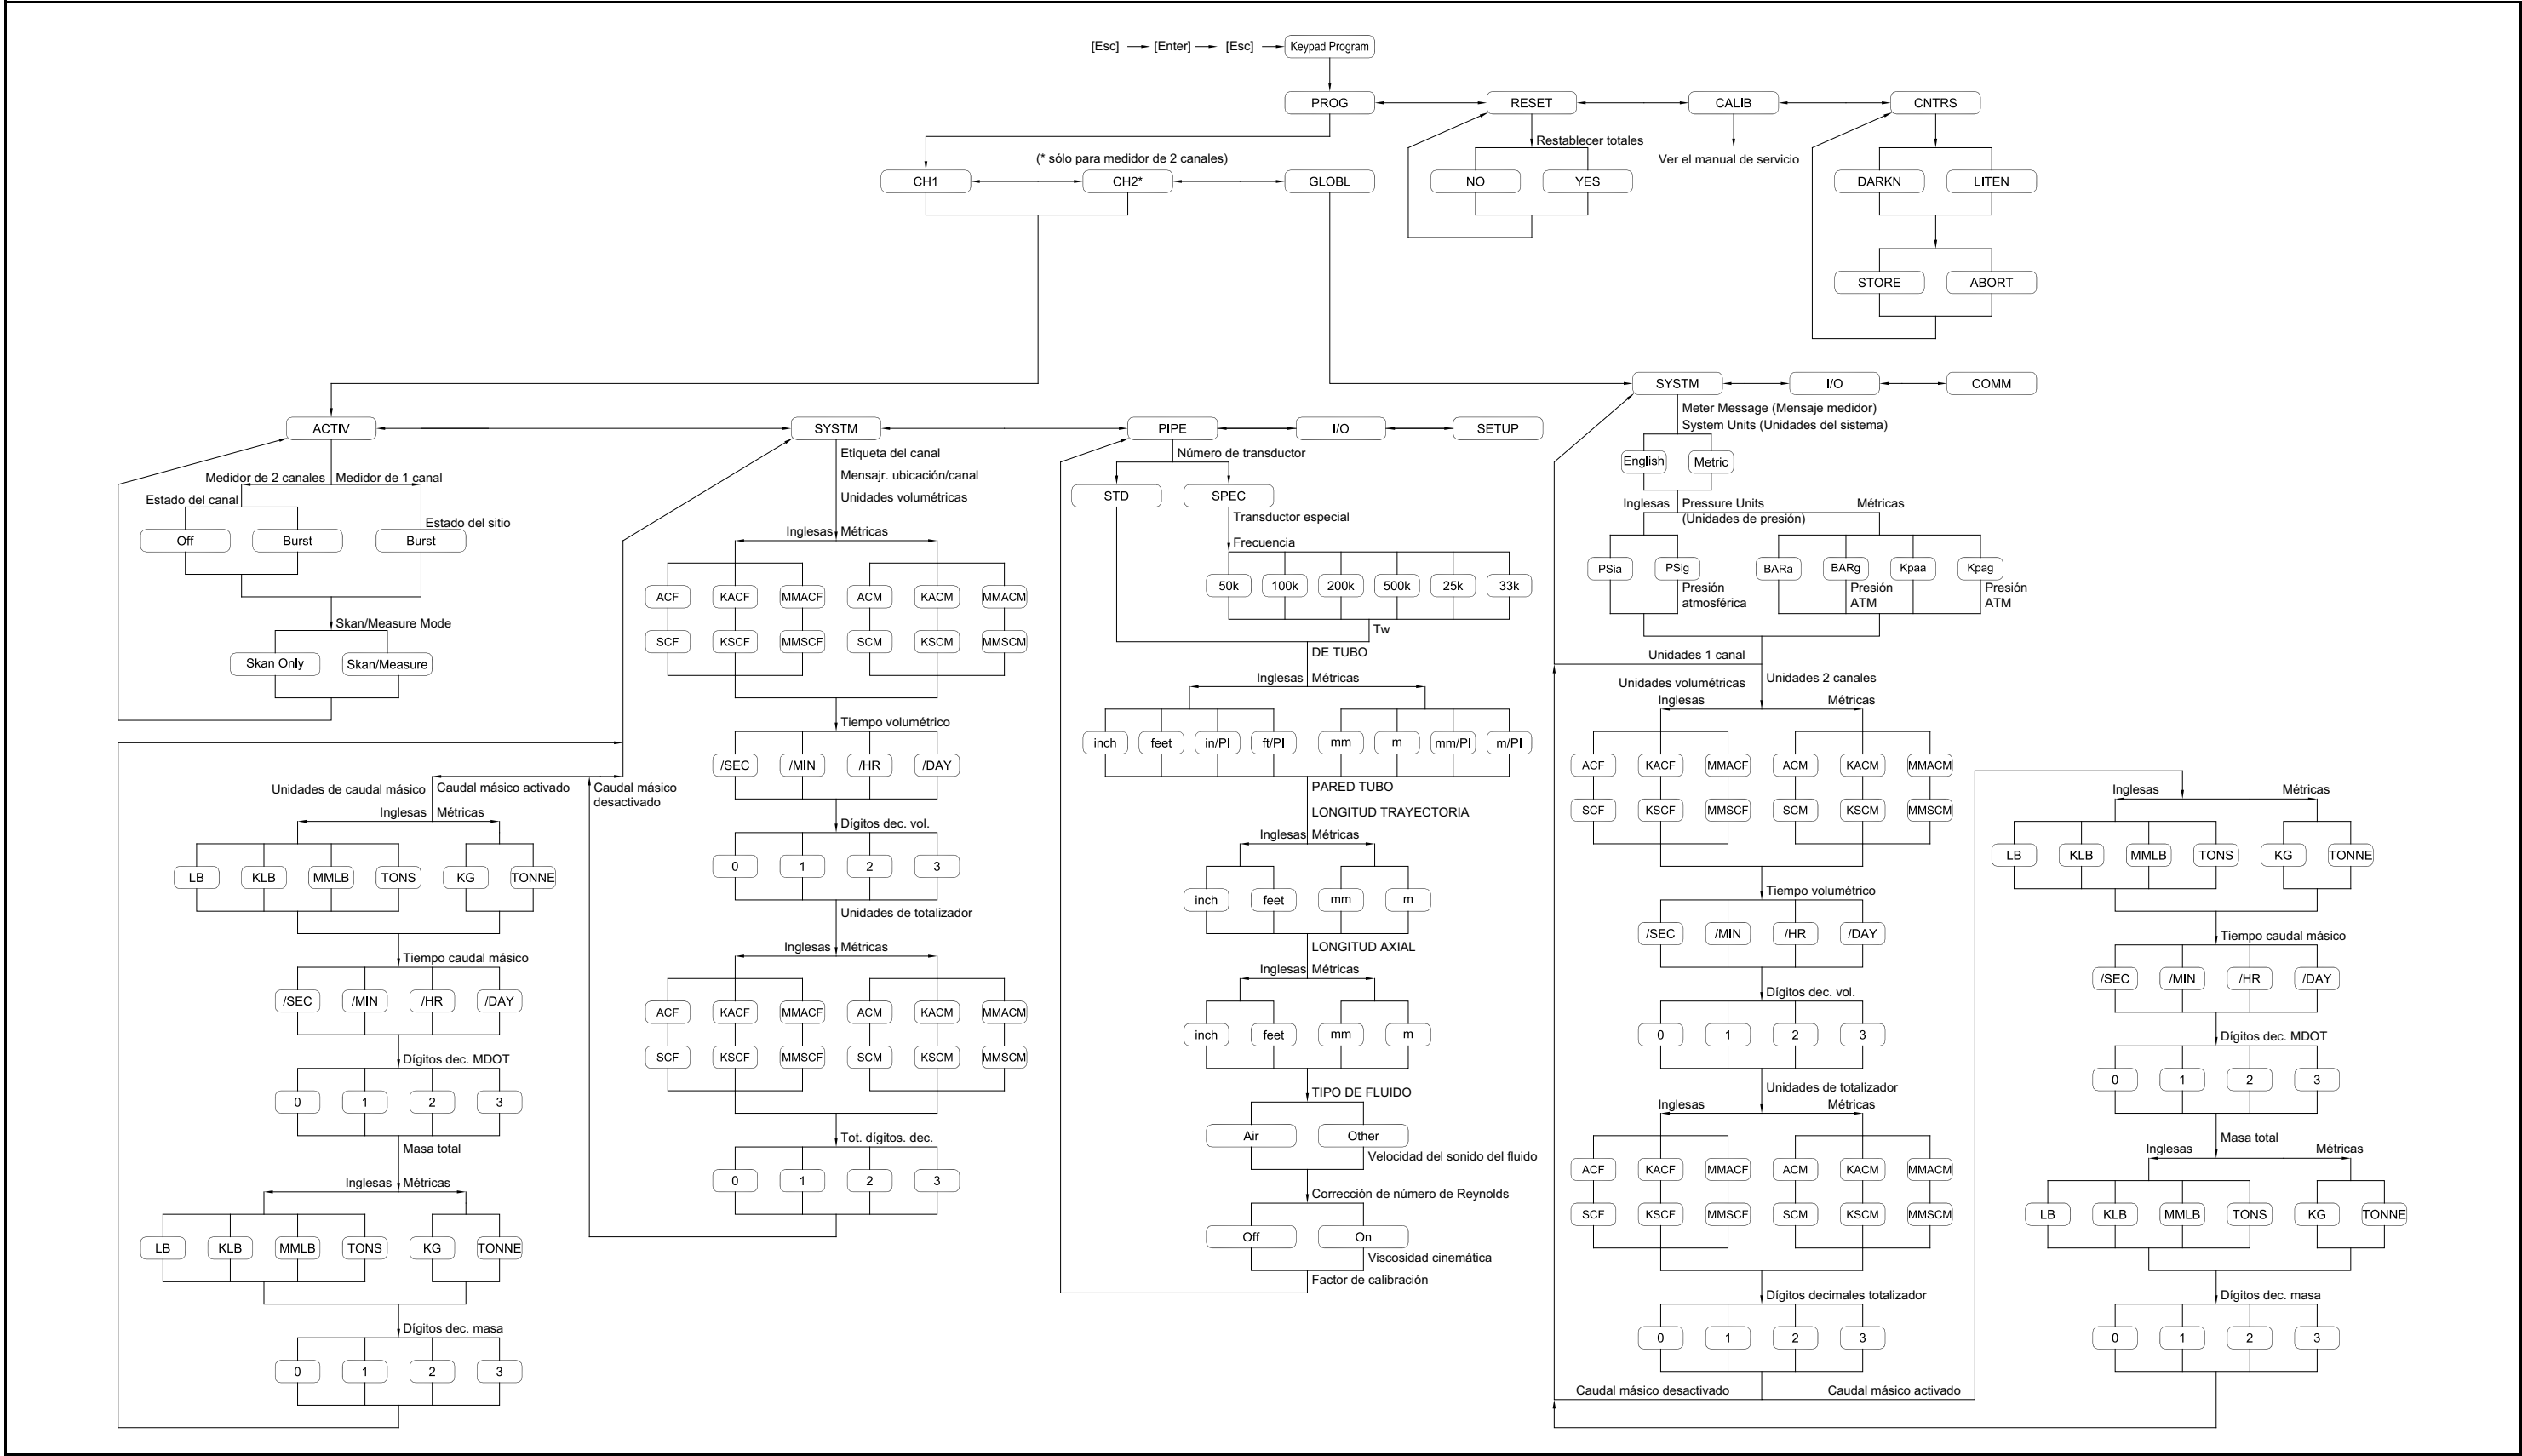 [Esc] [Enter] [Esc] Keypad Program
PROG RESET CALIB CNTRS
Restablecer totales
Ver el manual de servicio
(* sólo para medidor de 2 canales)
CH1 CH2* GLOBL
NO YES
DARKN LITEN
STORE ABORT
ACTIV SYSTM PIPE I/O SETUP
Medidor de 2 canales Medidor de 1 canal
Estado del canal
Estado del sitio
Off Burst Burst
Skan/Measure Mode
Skan Only Skan/Measure
Etiqueta del canal
Mensajr. ubicación/canal
Unidades volumétricas
Inglesas Métricas
ACF KACF MMACF ACM KACM MMACM
SCF KSCF MMSCF SCM KSCM MMSCM
Tiempo volumétrico
/SEC /MIN /HR /DAY
Dígitos dec. vol.
0 1 2 3
Unidades de totalizador
Inglesas Métricas
ACF KACF MMACF ACM KACM MMACM
SCF KSCF MMSCF SCM KSCM MMSCM
Tot. dígitos. dec.
0 1 2 3
Caudal másico
desactivado
Caudal másico activado
Unidades de caudal másico
Inglesas Métricas
LB KLB MMLB TONS KG TONNE
Tiempo caudal másico
/SEC /MIN /HR /DAY
Dígitos dec. MDOT
0 1 2 3
Masa total
Inglesas Métricas
LB KLB MMLB TONS KG TONNE
Dígitos dec. masa
0 1 2 3
Número de transductor
STD SPEC
Transductor especial
Frecuencia
50k 100k 200k 500k 25k 33k
Tw
DE TUBO
Inglesas Métricas
inch feet in/PI ft/PI mm m mm/PI m/PI
PARED TUBO
LONGITUD TRAYECTORIA
Inglesas Métricas
inch feet mm m
LONGITUD AXIAL
Inglesas Métricas
inch feet mm m
TIPO DE FLUIDO
Air Other
Velocidad del sonido del fluido
Corrección de número de Reynolds
Off On
Viscosidad cinemática
Factor de calibración
SYSTM I/O COMM
Meter Message (Mensaje medidor)
System Units (Unidades del sistema)
English Metric
Inglesas Pressure Units Métricas
(Unidades de presión)
PSia PSig BARa BARg Kpaa Kpag
Presión
atmosférica
Presión
ATM
Presión
ATM
Unidades 1 canal
Unidades 2 canales
Unidades volumétricas
Inglesas Métricas
ACF KACF MMACF ACM KACM MMACM
SCF KSCF MMSCF SCM KSCM MMSCM
Tiempo volumétrico
/SEC /MIN /HR /DAY
Dígitos dec. vol.
0 1 2 3
Unidades de totalizador
Inglesas Métricas
ACF KACF MMACF ACM KACM MMACM
SCF KSCF MMSCF SCM KSCM MMSCM
Dígitos decimales totalizador
0 1 2 3
Caudal másico desactivado Caudal másico activado
Inglesas Métricas
LB KLB MMLB TONS KG TONNE
Tiempo caudal másico
/SEC /MIN /HR /DAY
Dígitos dec. MDOT
0 1 2 3
Masa total
Inglesas Métricas
LB KLB MMLB TONS KG TONNE
Dígitos dec. masa
0 1 2 3